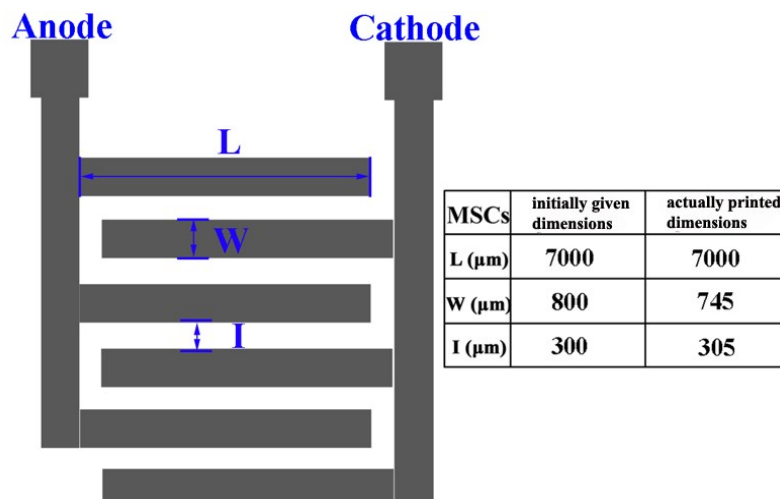 Anode
Cathode
L
W
I
MSCs initially given dimensions actually printed dimensions
L (μm) 7000 7000
W (μm) 800 745
I (μm) 300 305